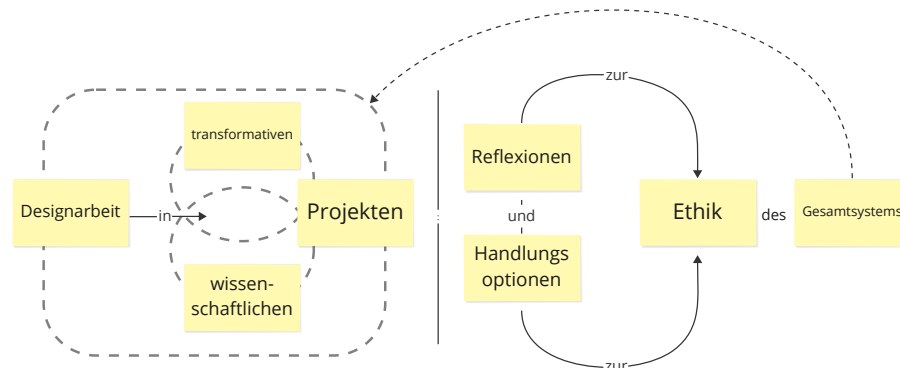 Designarbeit
in
transformativen
wissen-
schaftlichen
Projekten
:
Reflexionen
und
Handlungs
optionen
zur
zur
Ethik
des
Gesamtsystems